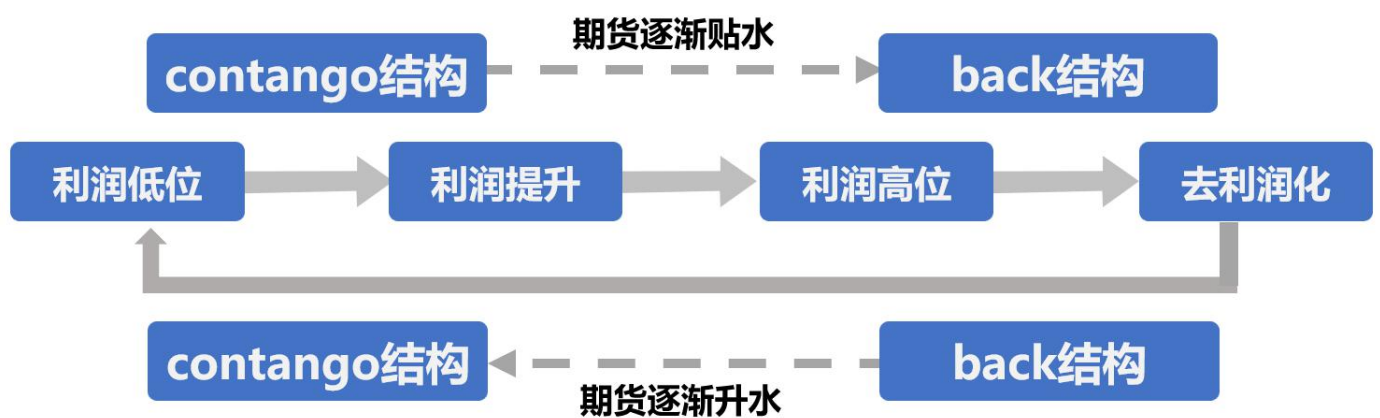 期货逐渐贴水
contango结构
back结构
利润低位
利润提升
利润高位
去利润化
contango结构
back结构
期货逐渐升水